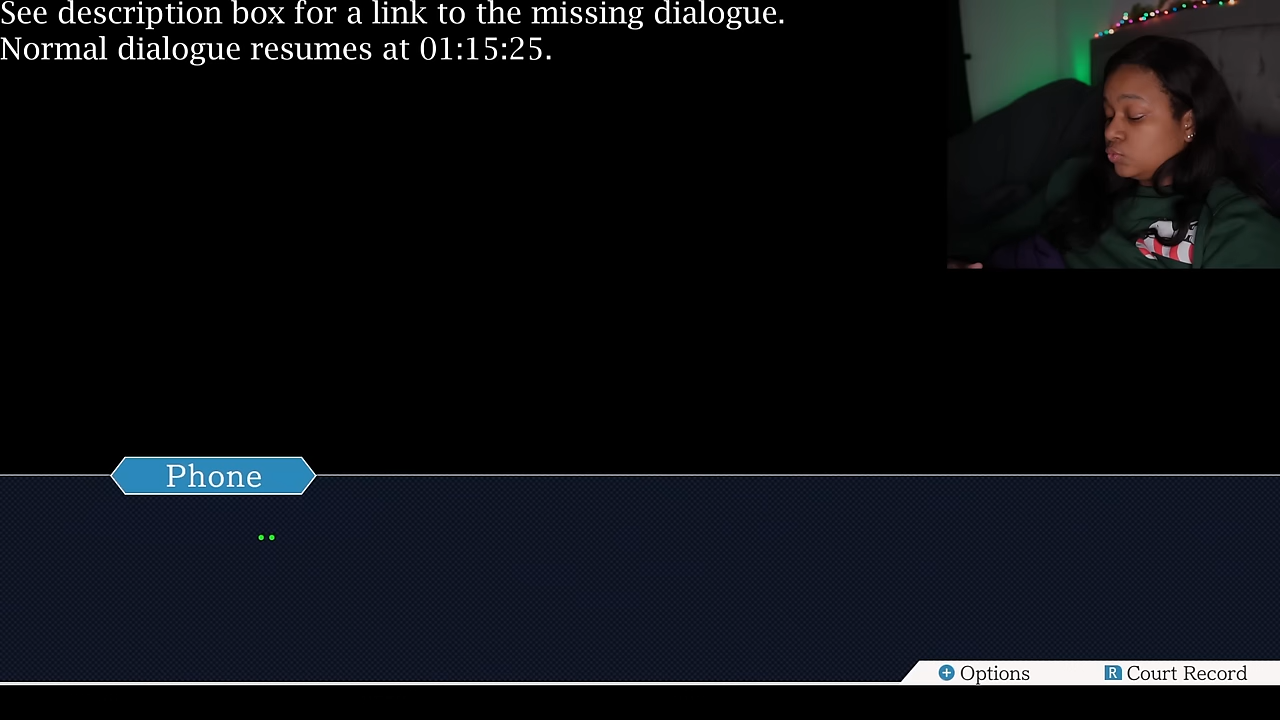 See description box for a link to the missing dialogue.
Normal dialogue resumes at 01:15:25.
Phone
..
Options
R Court Record